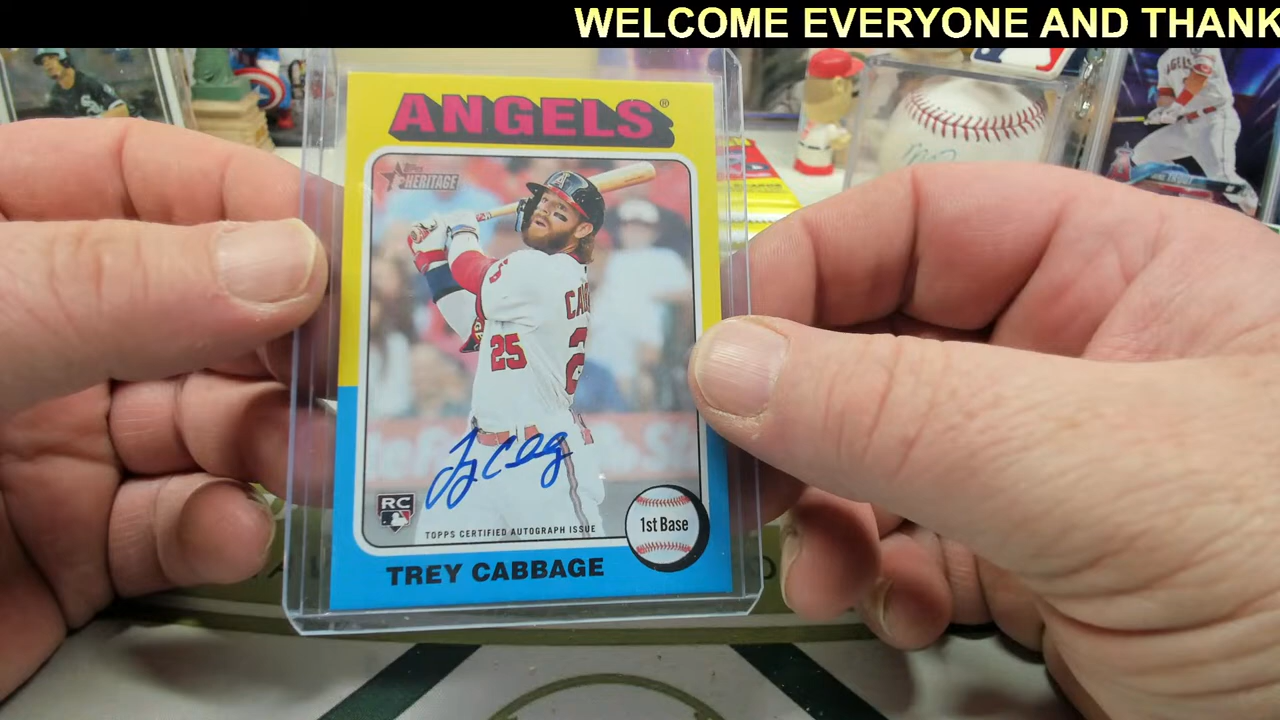 WELCOME EVERYONE AND THANK
ANGELS®
Topps
HERITAGE
25
RC
TOPPS CERTIFIED AUTOGRAPH ISSUE
1st Base
TREY CABBAGE